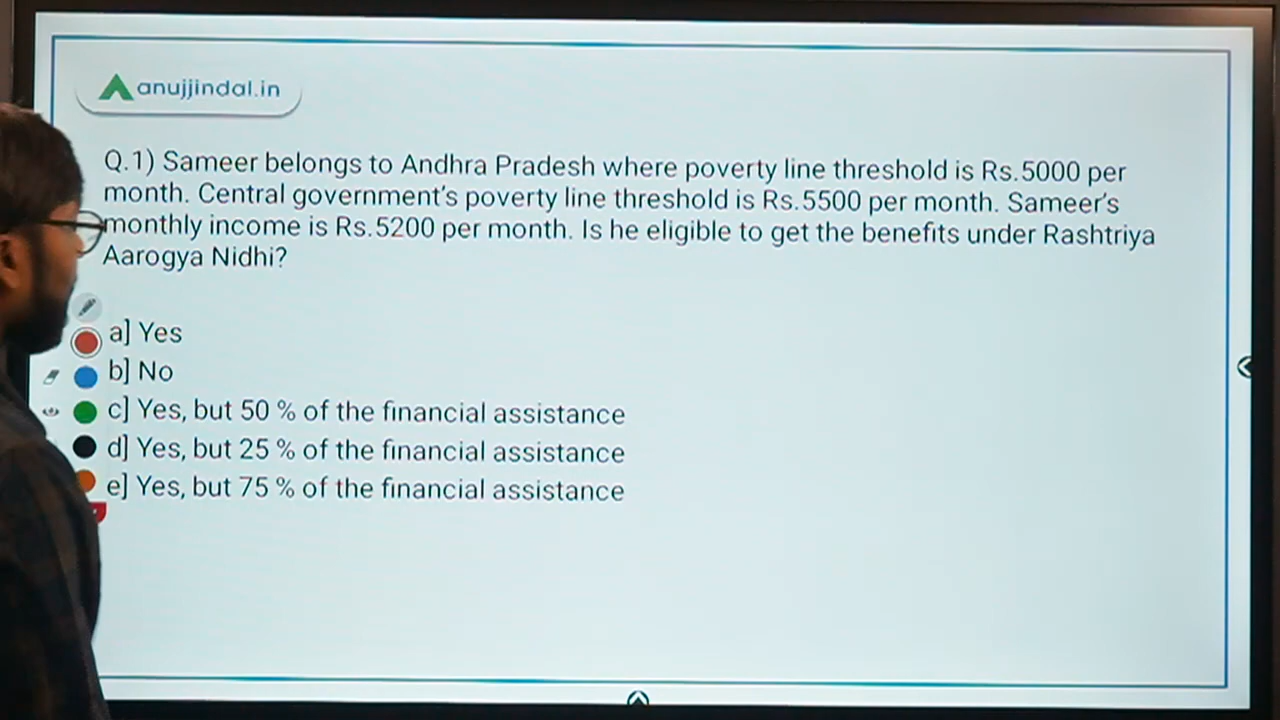 anujjindal.in
Q.1) Sameer belongs to Andhra Pradesh where poverty line threshold is Rs.5000 per
month. Central government's poverty line threshold is Rs.5500 per month. Sameer's
monthly income is Rs.5200 per month. Is he eligible to get the benefits under Rashtriya
Aarogya Nidhi?
a] Yes
b] No
c] Yes, but 50 % of the financial assistance
d] Yes, but 25 % of the financial assistance
e] Yes, but 75 % of the financial assistance